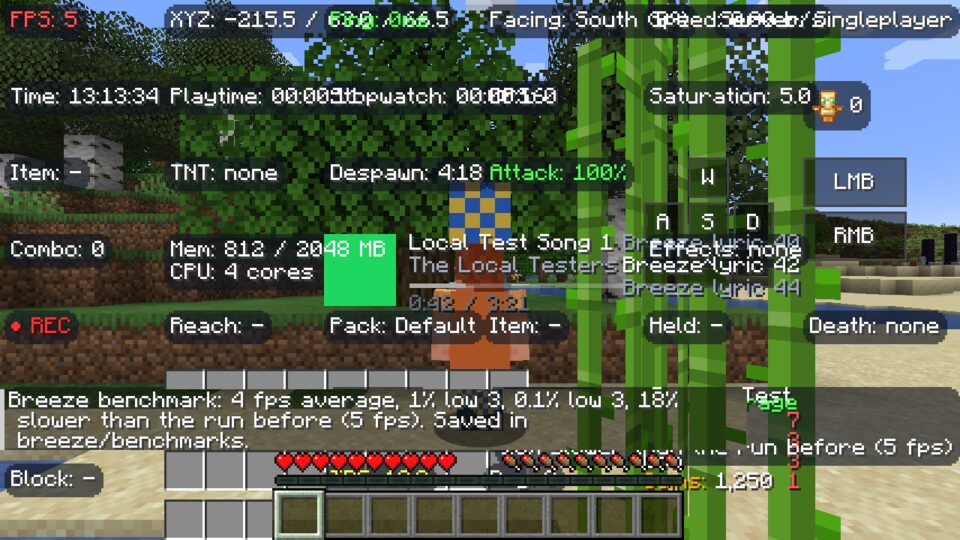 FPS: 5
XYZ: -215.5 /
Facing: South
Singleplayer
Time: 13:13:34
Playtime:
Stopwatch:
Saturation: 5.0
0
Item: -
TNT: none
Despawn: 4:18
Attack: 100%
W
LMB
A S D
RMB
Combo: 0
Mem: 812 / 2048 MB
CPU: 4 cores
Local Test Song 1
The Local Testers
0:42 / 3:21
Effects: none
Breeze lyric 42
Breeze lyric 44
• REC
Reach: -
Pack: Default
Item: -
Held: -
Death: none
Breeze benchmark: 4 fps average, 1% low 3, 0.1% low 3, 18%
slower than the run before (5 fps). Saved in
breeze/benchmarks.
Test
7
3
3
run before (5 fps)
Block: -
1,250
1